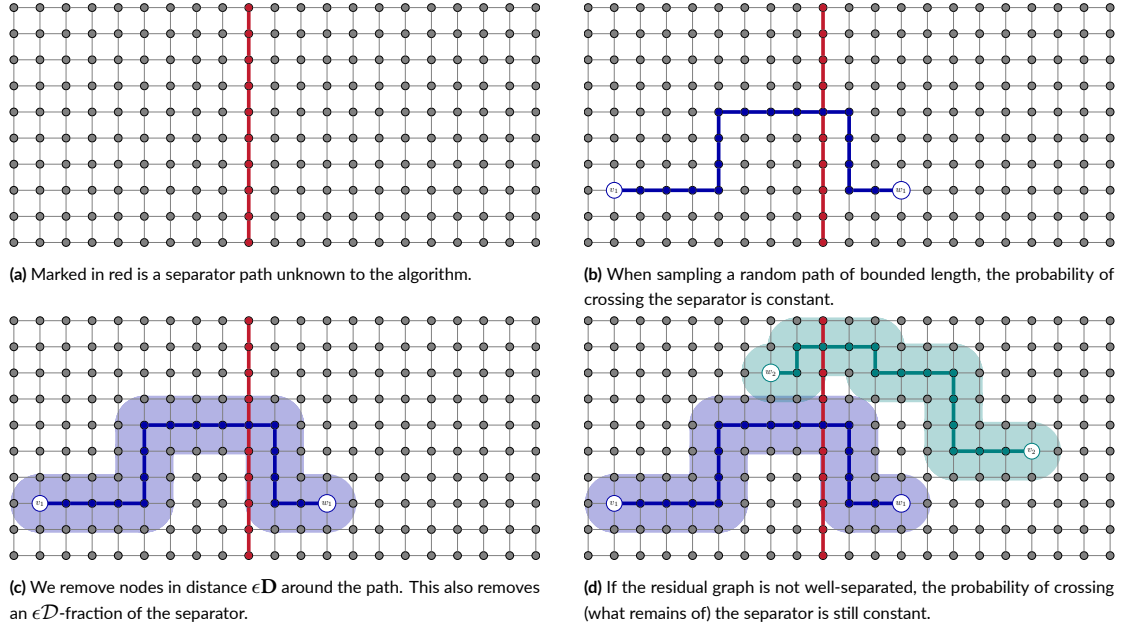 v₁
w₁
(a) Marked in red is a separator path unknown to the algorithm.
(b) When sampling a random path of bounded length, the probability of
crossing the separator is constant.
w₂
v₂
v₁
w₁
v₁
w₁
(c) We remove nodes in distance ϵD around the path. This also removes
an ϵ𝒟-fraction of the separator.
(d) If the residual graph is not well-separated, the probability of crossing
(what remains of) the separator is still constant.